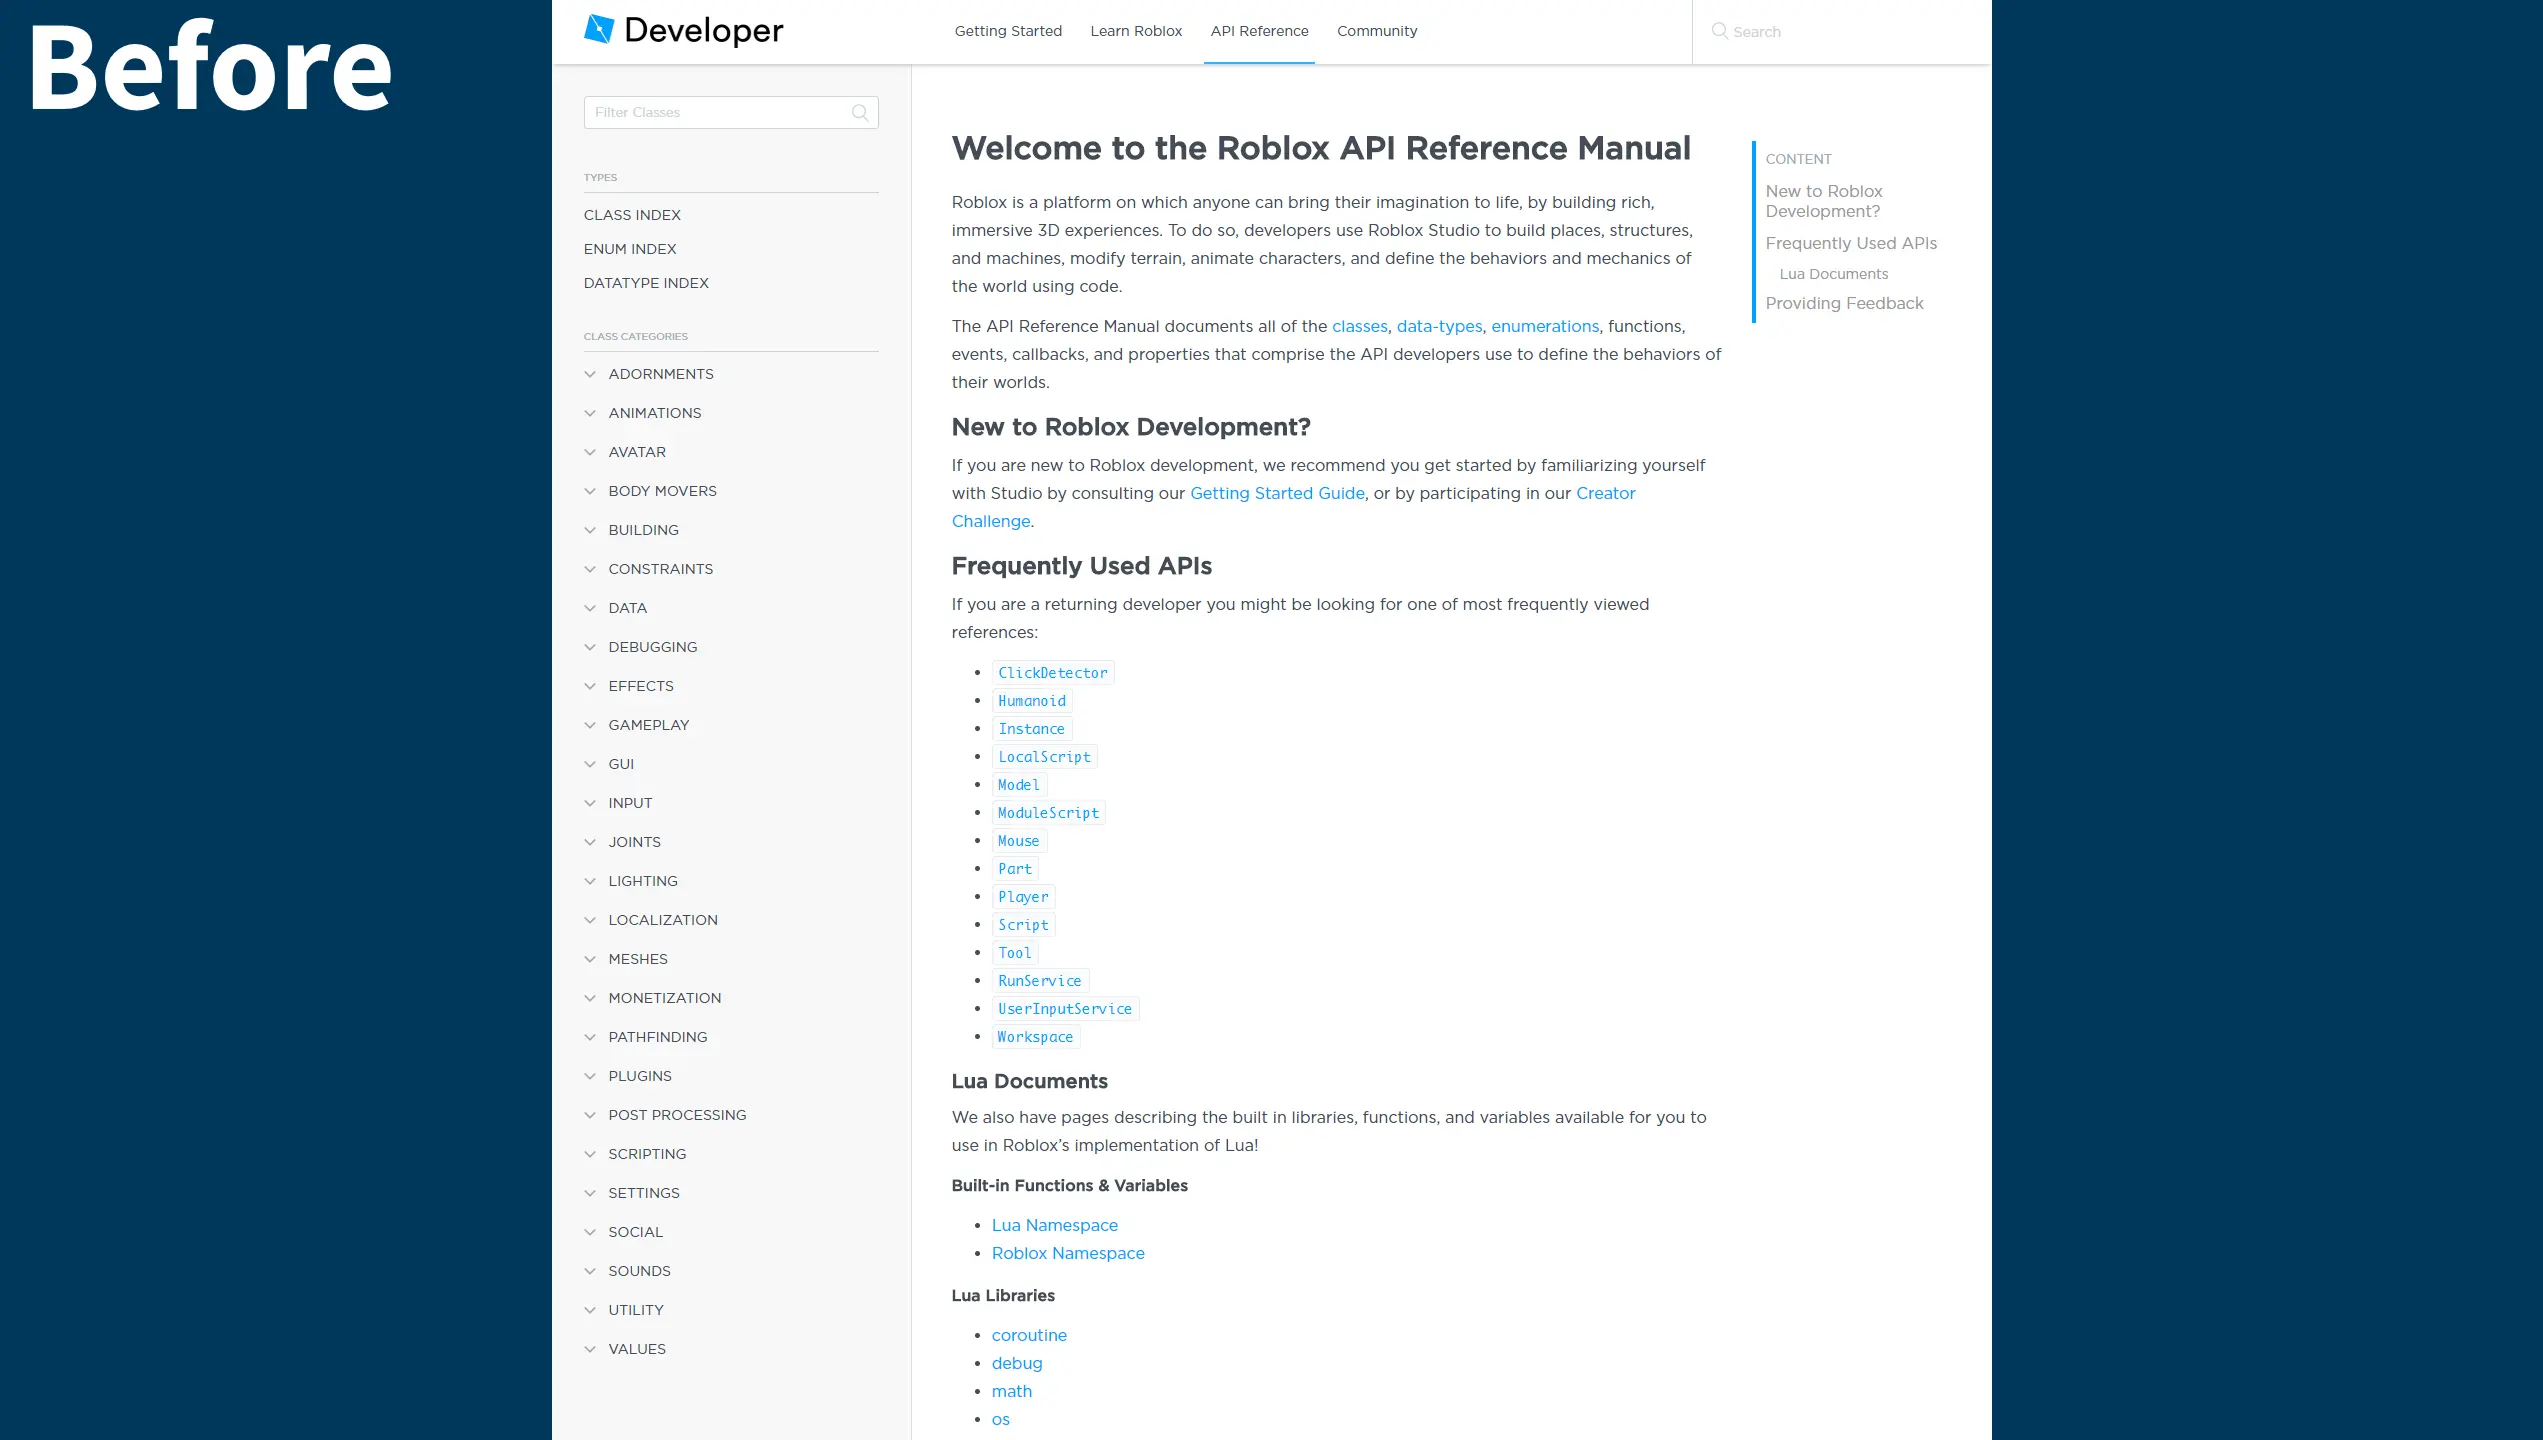 Before
Developer
Getting Started
Learn Roblox
API Reference
Community
Search
Filter Classes
TYPES
CLASS INDEX
ENUM INDEX
DATATYPE INDEX
CLASS CATEGORIES
ADORNMENTS
ANIMATIONS
AVATAR
BODY MOVERS
BUILDING
CONSTRAINTS
DATA
DEBUGGING
EFFECTS
GAMEPLAY
GUI
INPUT
JOINTS
LIGHTING
LOCALIZATION
MESHES
MONETIZATION
PATHFINDING
PLUGINS
POST PROCESSING
SCRIPTING
SETTINGS
SOCIAL
SOUNDS
UTILITY
VALUES
Welcome to the Roblox API Reference Manual
Roblox is a platform on which anyone can bring their imagination to life, by building rich,
immersive 3D experiences. To do so, developers use Roblox Studio to build places, structures,
and machines, modify terrain, animate characters, and define the behaviors and mechanics of
the world using code.
The API Reference Manual documents all of the classes, data-types, enumerations, functions,
events, callbacks, and properties that comprise the API developers use to define the behaviors of
their worlds.
New to Roblox Development?
If you are new to Roblox development, we recommend you get started by familiarizing yourself
with Studio by consulting our Getting Started Guide, or by participating in our Creator
Challenge.
Frequently Used APIs
If you are a returning developer you might be looking for one of most frequently viewed
references:
• ClickDetector
• Humanoid
• Instance
• LocalScript
• Model
• ModuleScript
• Mouse
• Part
• Player
• Script
• Tool
• RunService
• UserInputService
• Workspace
Lua Documents
We also have pages describing the built in libraries, functions, and variables available for you to
use in Roblox’s implementation of Lua!
Built-in Functions & Variables
• Lua Namespace
• Roblox Namespace
Lua Libraries
• coroutine
• debug
• math
• os
CONTENT
New to Roblox
Development?
Frequently Used APIs
Lua Documents
Providing Feedback